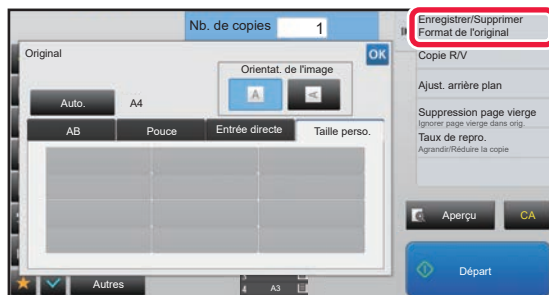 Nb. de copies 1
Original
OK
Orientat. de l'image
A
A
Auto. A4
AB Pouce Entrée directe Taille perso.
Autres
4 A3
Enregistrer/Supprimer
Format de l'original
Copie R/V
Ajust. arrière plan
Suppression page vierge
Ignorer page vierge dans orig.
Taux de repro.
Agrandir/Réduire la copie
Aperçu CA
Départ